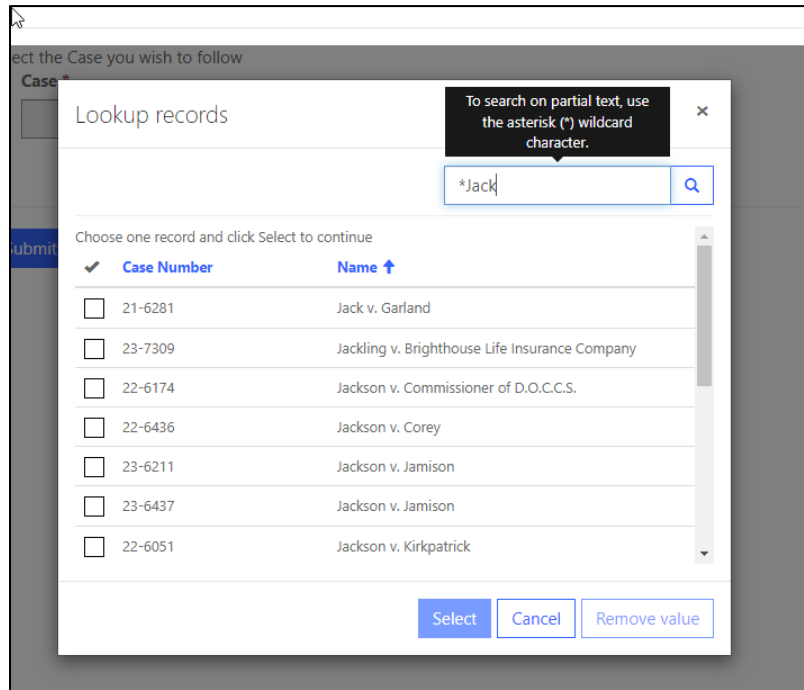 ect the Case you wish to follow
Case *
Lookup records
To search on partial text, use
the asterisk (*) wildcard
character.
×
*Jack
Choose one record and click Select to continue
Case Number Name
21-6281 Jack v. Garland
23-7309 Jackling v. Brighthouse Life Insurance Company
22-6174 Jackson v. Commissioner of D.O.C.C.S.
22-6436 Jackson v. Corey
23-6211 Jackson v. Jamison
23-6437 Jackson v. Jamison
22-6051 Jackson v. Kirkpatrick
ubmit
Select Cancel Remove value